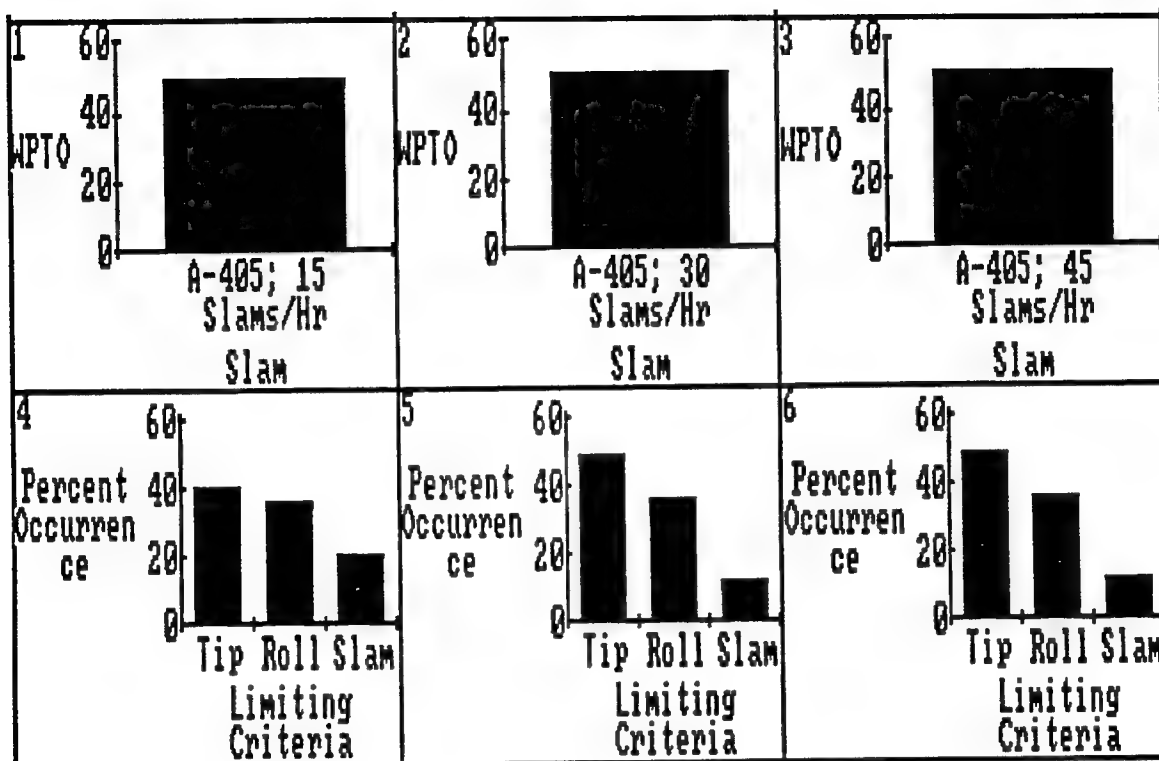 1
60
40
20
0
WPTO
A-405; 15
Slams/Hr
Slam
2
60
40
20
0
WPTO
A-405; 30
Slams/Hr
Slam
3
60
40
20
0
WPTO
A-405; 45
Slams/Hr
Slam
4
60
40
20
0
Percent
Occurren
ce
Tip Roll Slam
Limiting
Criteria
5
60
40
20
0
Percent
Occurren
ce
Tip Roll Slam
Limiting
Criteria
6
60
40
20
0
Percent
Occurren
ce
Tip Roll Slam
Limiting
Criteria